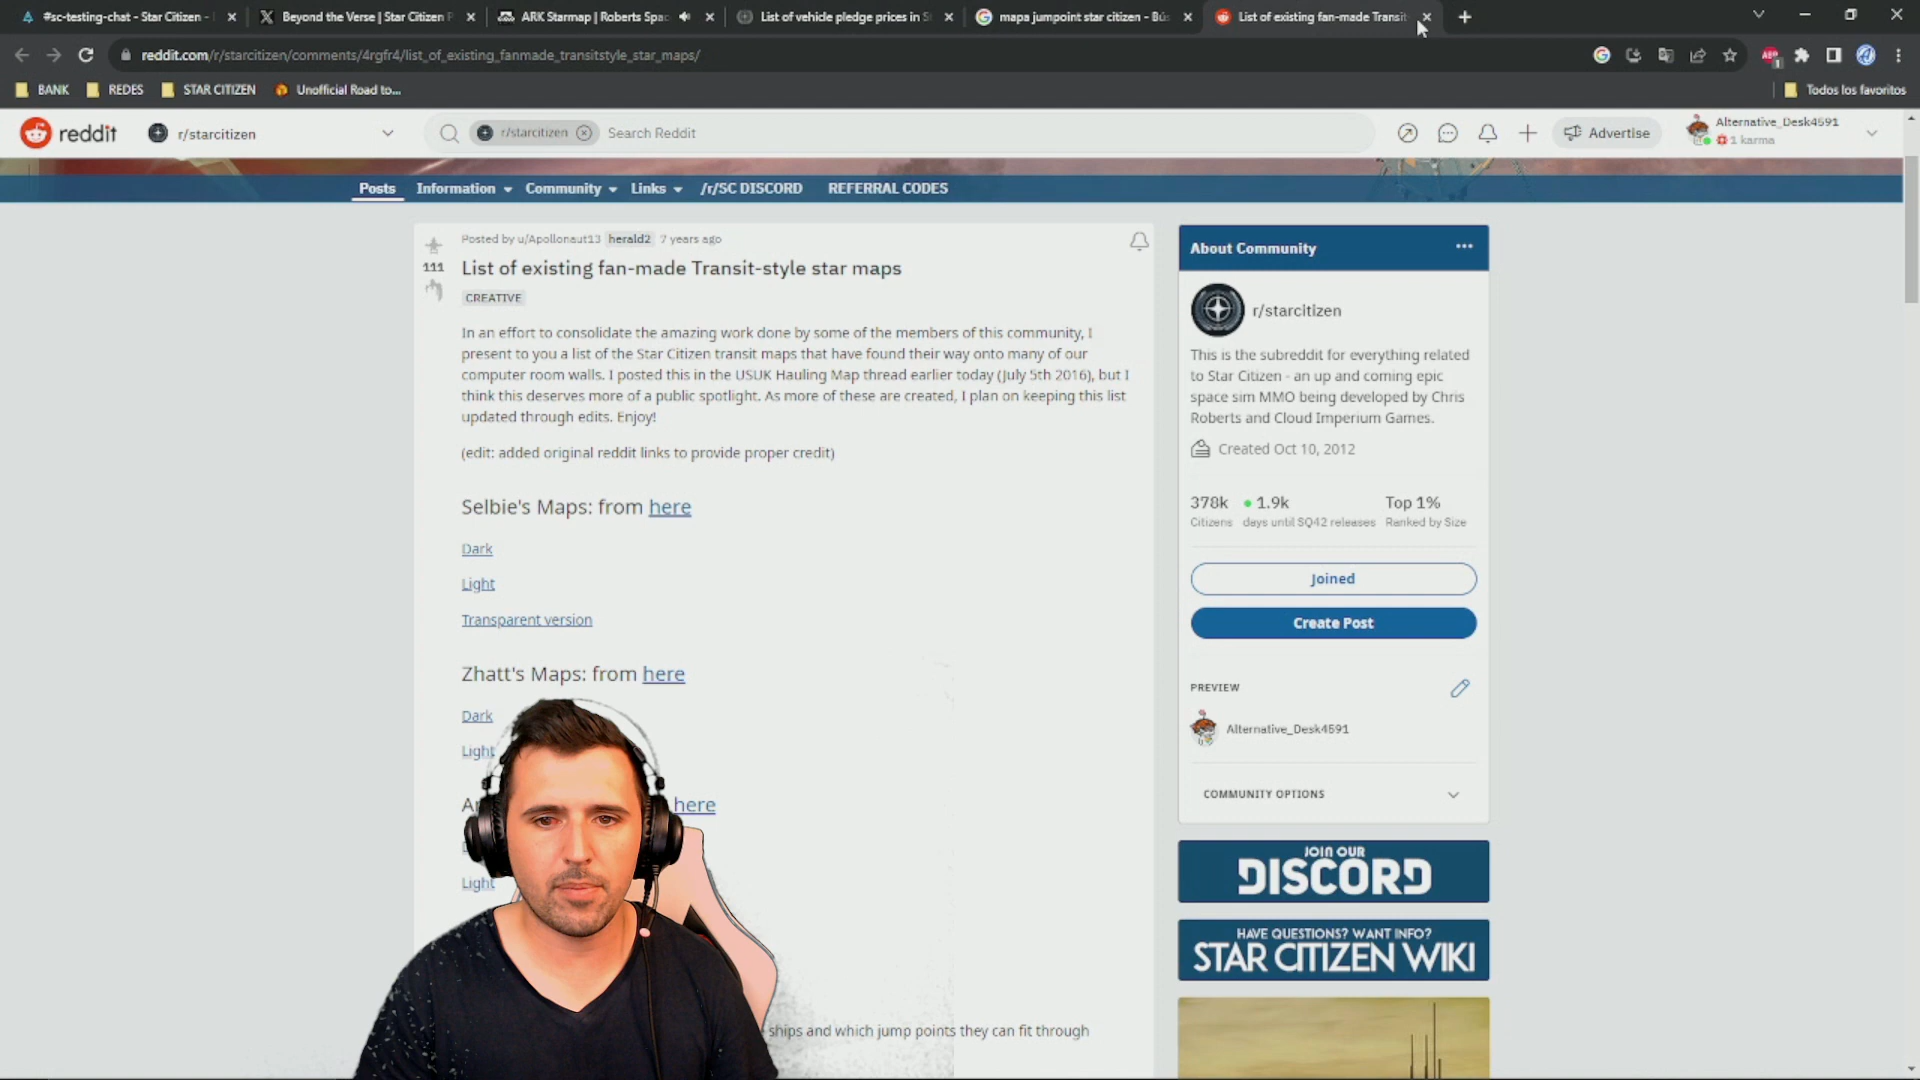 #sc-testing-chat - Star Citizen -
Beyond the Verse | Star Citizen
ARK Starmap | Roberts Spac
List of vehicle pledge prices in S
mapa jumpoint star citizen - Bú
List of existing fan-made Transit
reddit.com/r/starcitizen/comments/4rgfr4/list_of_existing_fanmade_transitstyle_star_maps/
ABP
1
BANK
REDES
STAR CITIZEN
Unofficial Road to...
Todos los favoritos
reddit
r/starcitizen
r/starcitizen
Search Reddit
Advertise
Alternative_Desk4591
1 karma
Posts
Information
Community
Links
/r/SC DISCORD
REFERRAL CODES
Posted by u/Apollonaut13 herald2 7 years ago
111
List of existing fan-made Transit-style star maps
CREATIVE
In an effort to consolidate the amazing work done by some of the members of this community, I
present to you a list of the Star Citizen transit maps that have found their way onto many of our
computer room walls. I posted this in the USUK Hauling Map thread earlier today (July 5th 2016), but I
think this deserves more of a public spotlight. As more of these are created, I plan on keeping this list
updated through edits. Enjoy!
(edit: added original reddit links to provide proper credit)
Selbie's Maps: from here
Dark
Light
Transparent version
Zhatt's Maps: from here
Dark
Light
here
Light
ships and which jump points they can fit through
About Community
r/starcitizen
This is the subreddit for everything related
to Star Citizen - an up and coming epic
space sim MMO being developed by Chris
Roberts and Cloud Imperium Games.
Created Oct 10, 2012
378k
1.9k
Top 1%
Citizens
days until SQ42 releases
Ranked by Size
Joined
Create Post
PREVIEW
Alternative_Desk4591
COMMUNITY OPTIONS
JOIN OUR
DISCORD
HAVE QUESTIONS? WANT INFO?
STAR CITIZEN WIKI